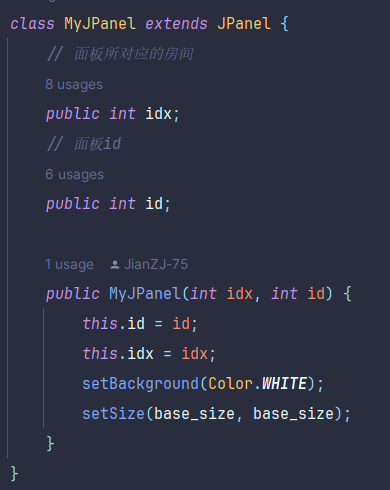 class MyJPanel extends JPanel {
// 面板所对应的房间
8 usages
public int idx;
// 面板id
6 usages
public int id;
1 usage JianZJ-75
public MyJPanel(int idx, int id) {
this.id = id;
this.idx = idx;
setBackground(Color.WHITE);
setSize(base_size, base_size);
}
}